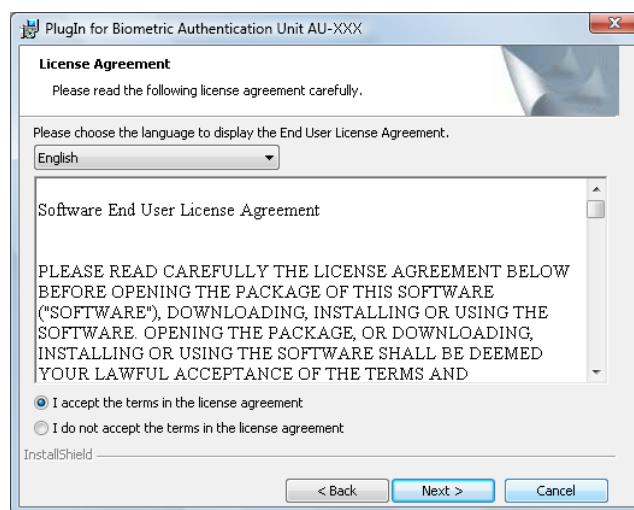 PlugIn for Biometric Authentication Unit AU-XXX
License Agreement
Please read the following license agreement carefully.
Please choose the language to display the End User License Agreement.
English
Software End User License Agreement
PLEASE READ CAREFULLY THE LICENSE AGREEMENT BELOW
BEFORE OPENING THE PACKAGE OF THIS SOFTWARE
("SOFTWARE"), DOWNLOADING, INSTALLING OR USING THE
SOFTWARE. OPENING THE PACKAGE, OR DOWNLOADING,
INSTALLING OR USING THE SOFTWARE SHALL BE DEEMED
YOUR LAWFUL ACCEPTANCE OF THE TERMS AND
I accept the terms in the license agreement
I do not accept the terms in the license agreement
InstallShield
< Back Next > Cancel